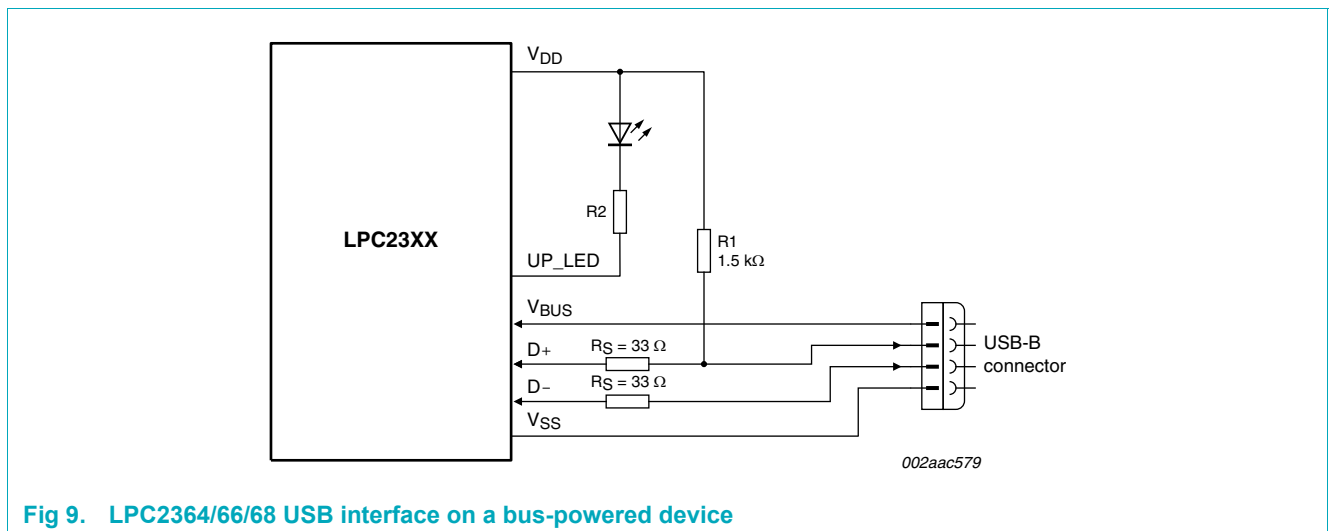 VDD
R2
LPC23XX
R1
1.5 kΩ
UP_LED
VBUS
D+
RS = 33 Ω
USB-B
connector
D−
RS = 33 Ω
VSS
002aac579
Fig 9. LPC2364/66/68 USB interface on a bus-powered device